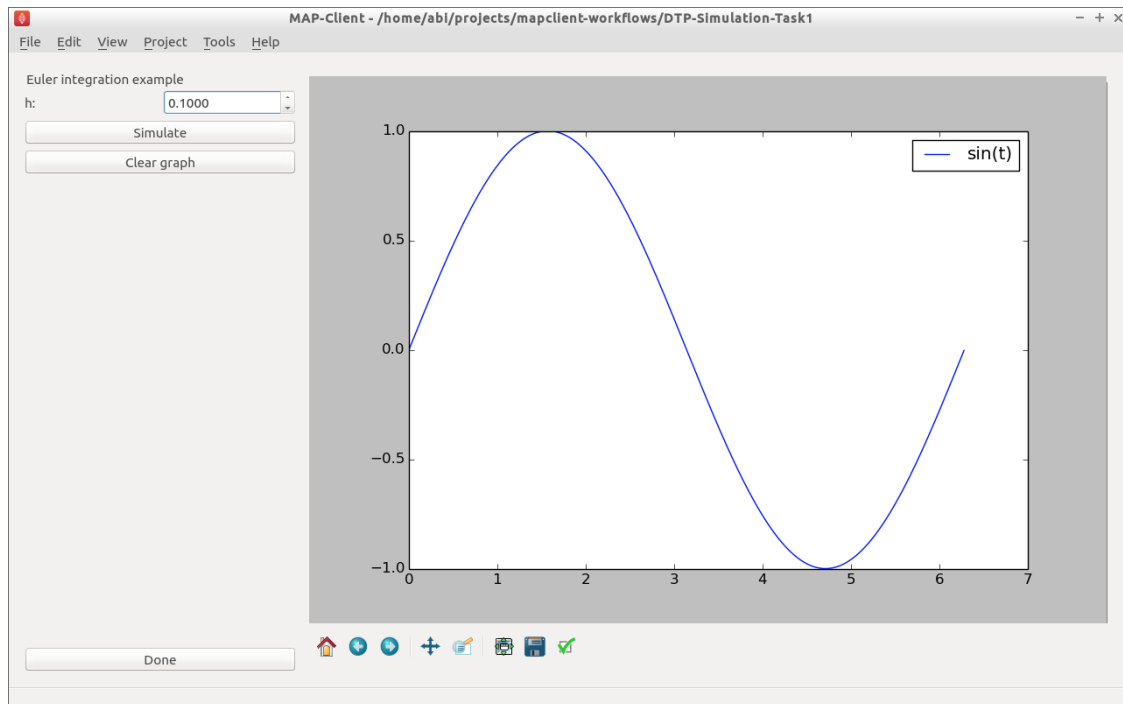 MAP-Client - /home/abi/projects/mapclient-workflows/DTP-Simulation-Task1
File Edit View Project Tools Help
Euler integration example
h: 0.1000
Simulate
Clear graph
sin(t)
1.0
0.5
0.0
−0.5
−1.0
0 1 2 3 4 5 6 7
Done